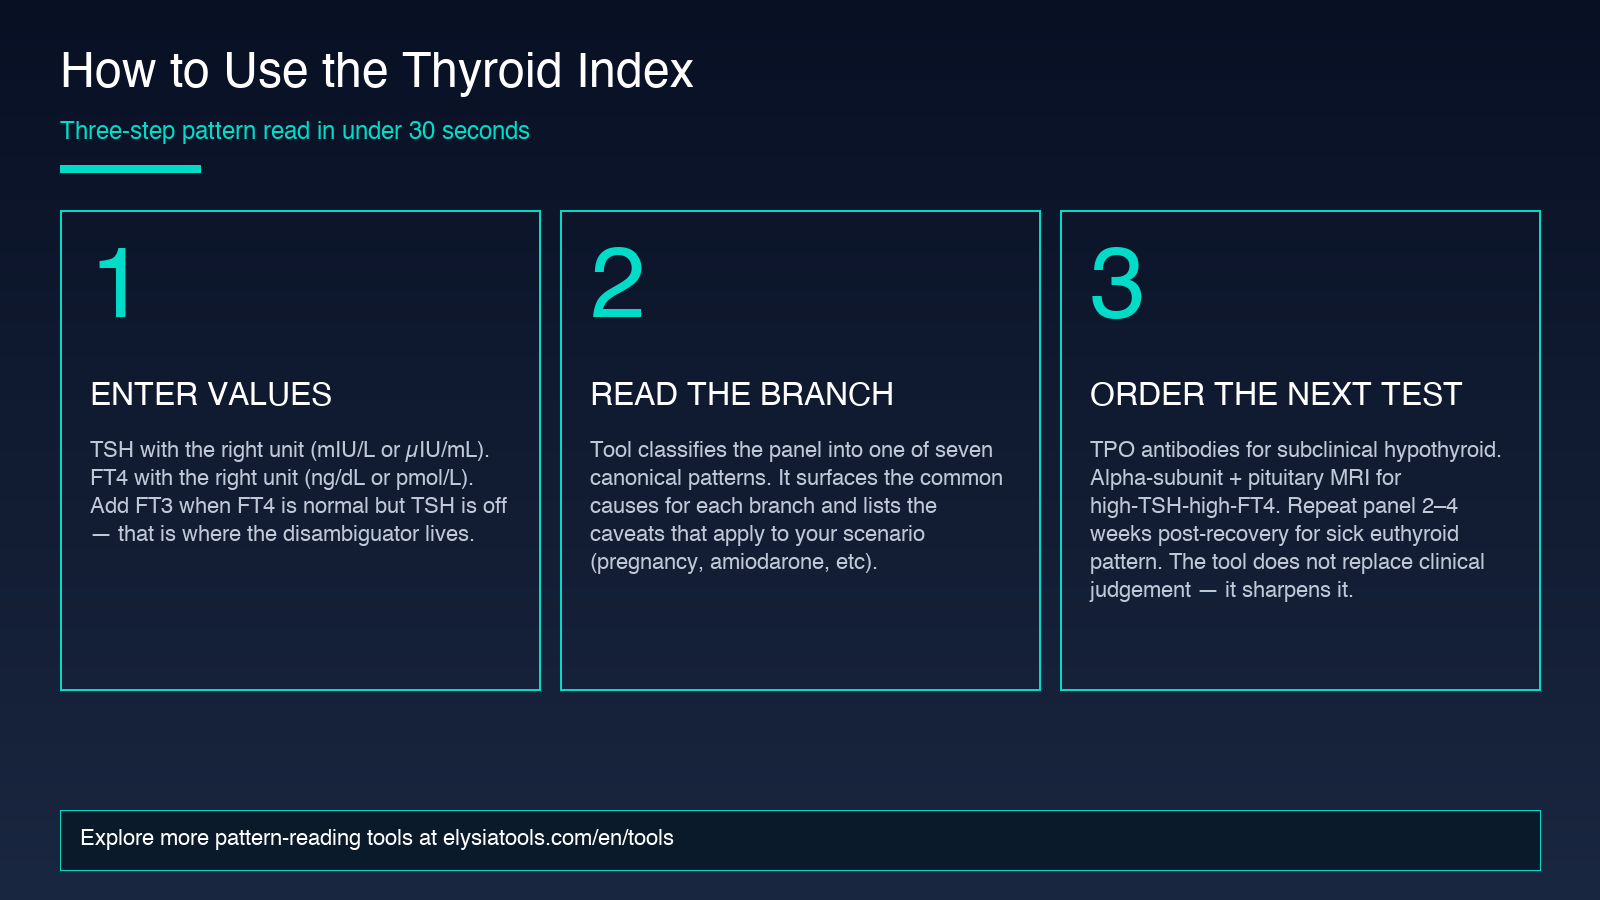 How to Use the Thyroid Index
Three-step pattern read in under 30 seconds
1
ENTER VALUES
TSH with the right unit (mIU/L or µIU/mL).
FT4 with the right unit (ng/dL or pmol/L).
Add FT3 when FT4 is normal but TSH is off
— that is where the disambiguator lives.
2
READ THE BRANCH
Tool classifies the panel into one of seven
canonical patterns. It surfaces the common
causes for each branch and lists the
caveats that apply to your scenario
(pregnancy, amiodarone, etc).
3
ORDER THE NEXT TEST
TPO antibodies for subclinical hypothyroid.
Alpha-subunit + pituitary MRI for
high-TSH-high-FT4. Repeat panel 2–4
weeks post-recovery for sick euthyroid
pattern. The tool does not replace clinical
judgement — it sharpens it.
Explore more pattern-reading tools at elysiatools.com/en/tools